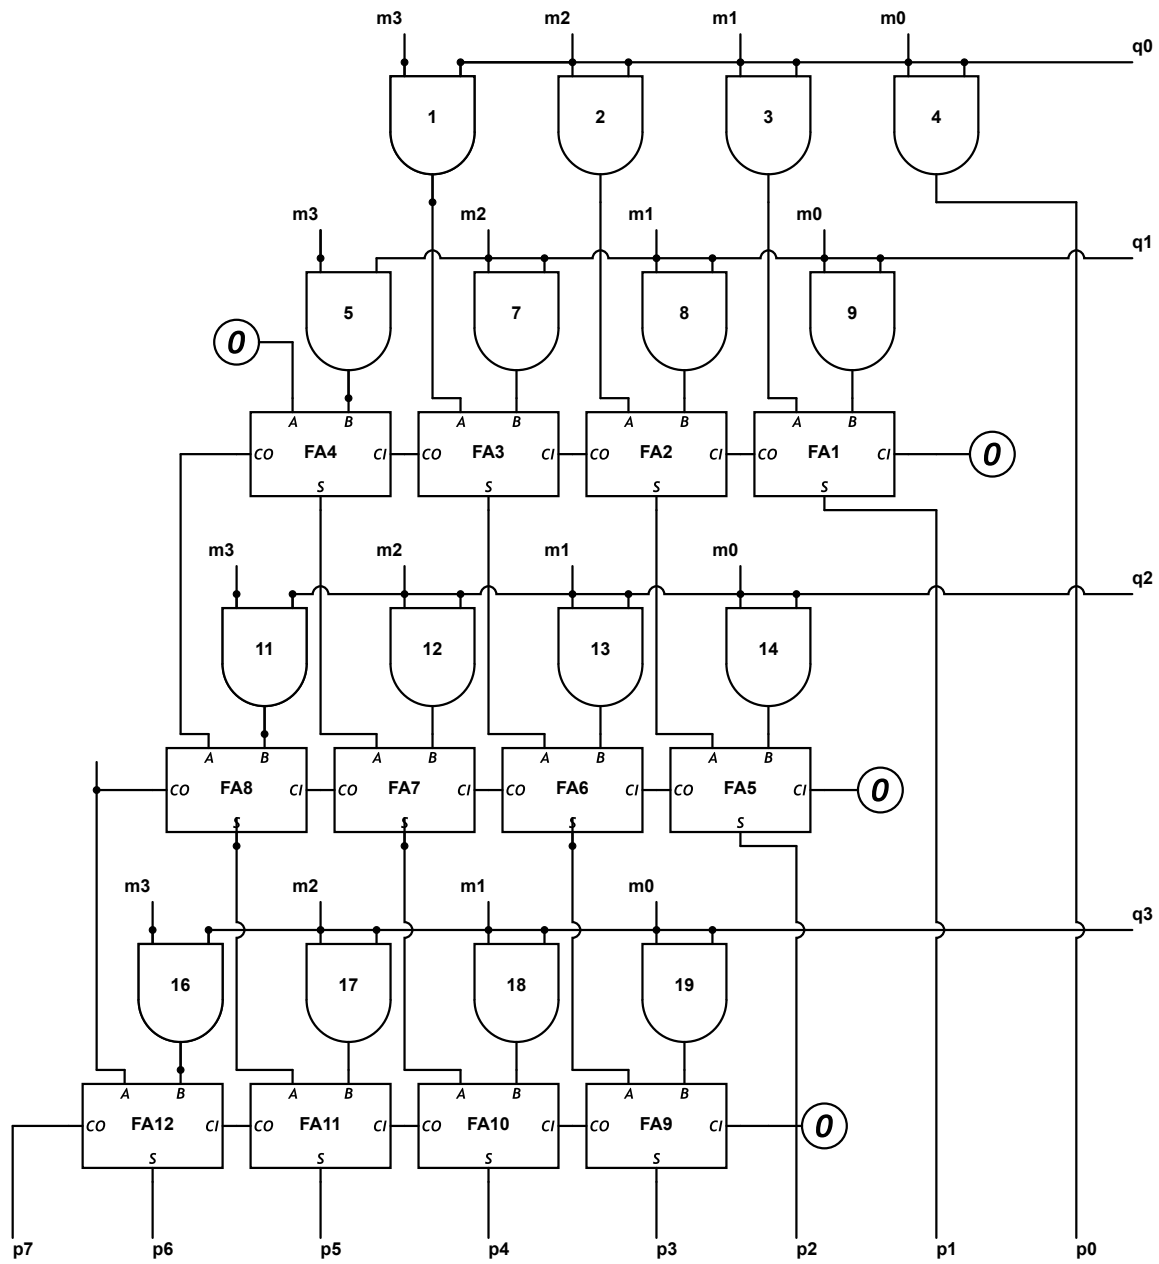 m3 m2 m1 m0
q0
1 2 3 4
m3 m2 m1 m0
q1
5 7 8 9
0
A B A B A B A B
CO FA4 CI CO FA3 CI CO FA2 CI CO FA1 CI 0
S S S S
m3 m2 m1 m0
q2
11 12 13 14
A B A B A B A B
CO FA8 CI CO FA7 CI CO FA6 CI CO FA5 CI 0
S S S S
m3 m2 m1 m0
q3
16 17 18 19
A B A B A B A B
CO FA12 CI CO FA11 CI CO FA10 CI CO FA9 CI 0
S S S S
p7 p6 p5 p4 p3 p2 p1 p0